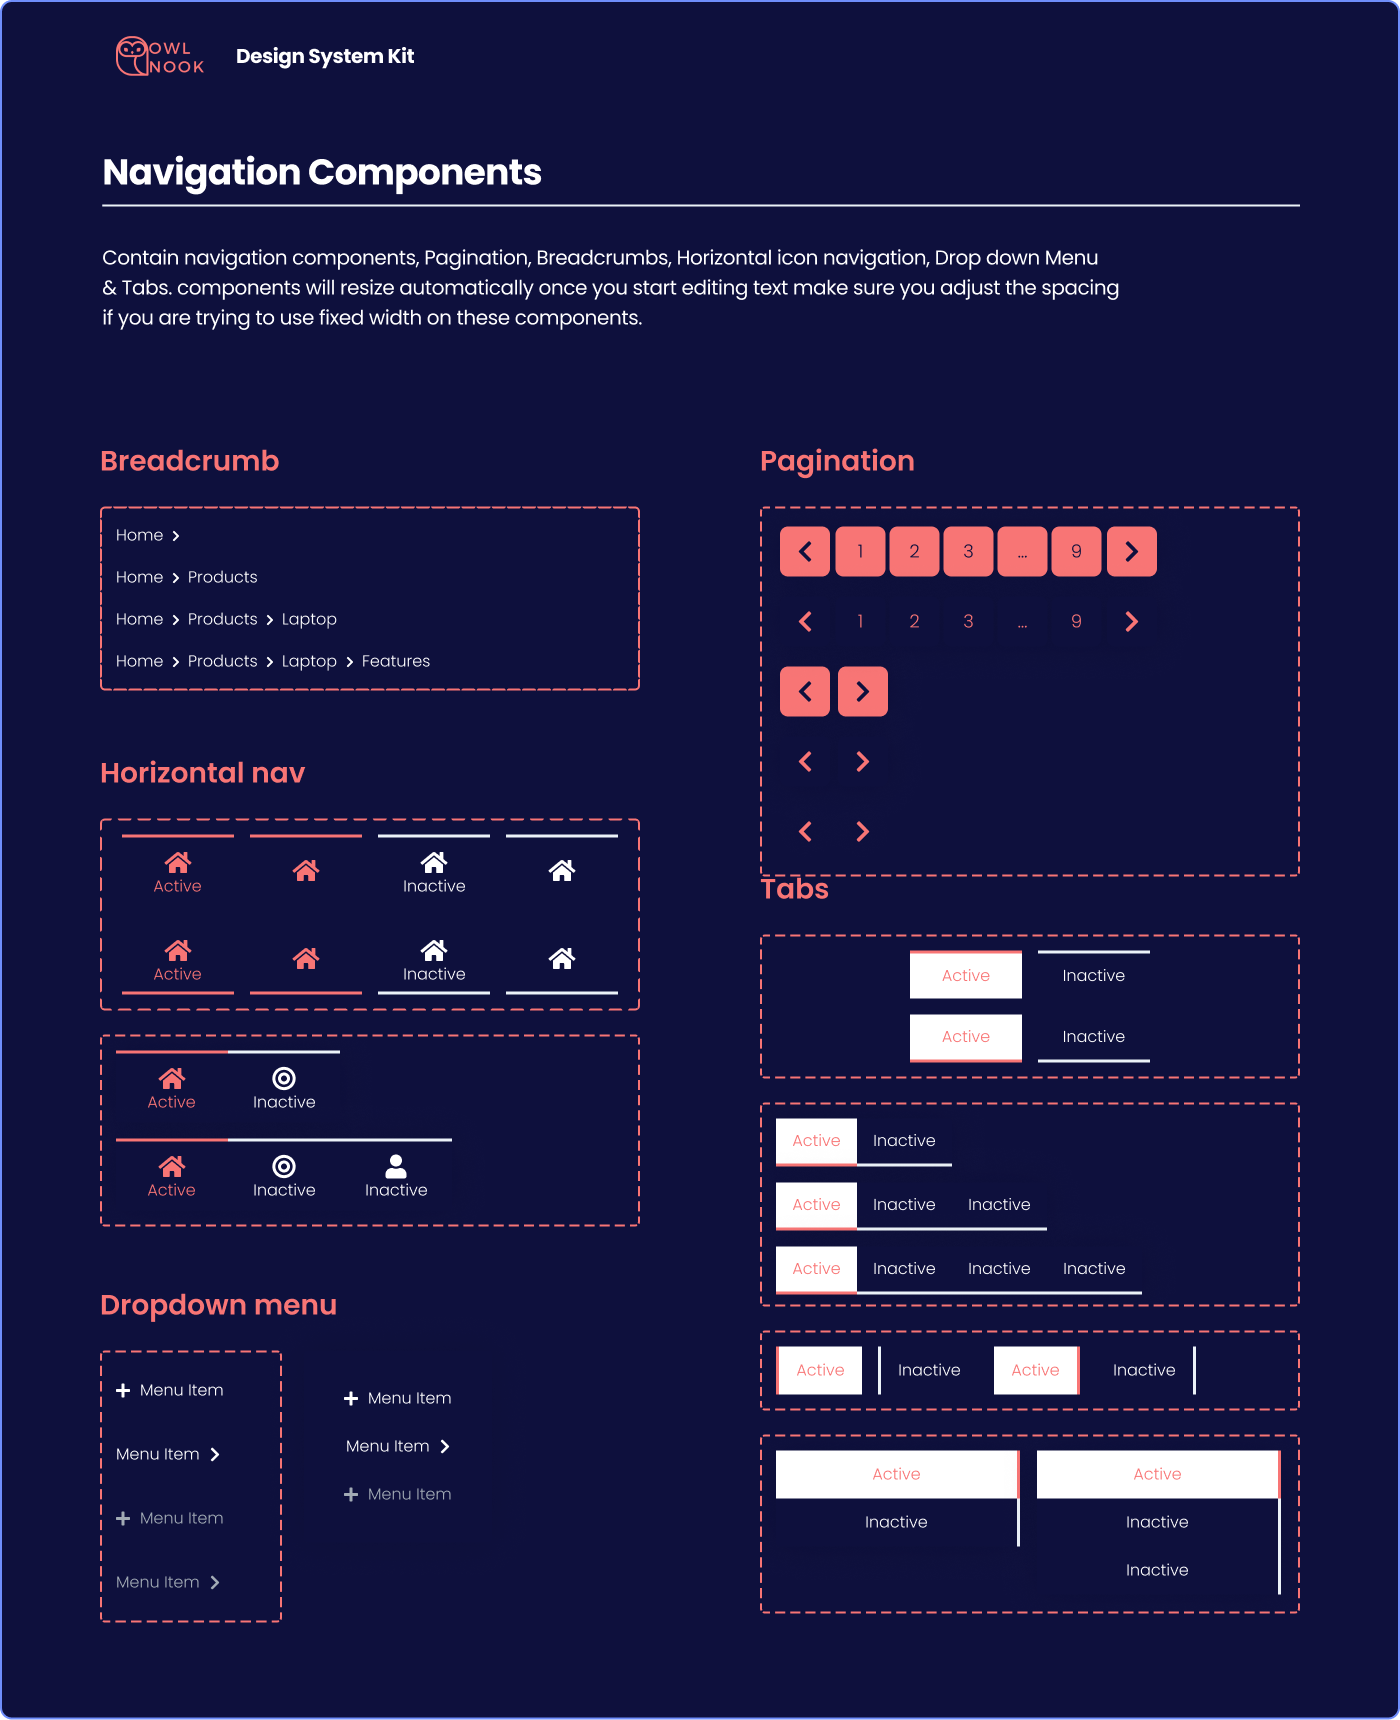 OWL
NOOK
Design System Kit
Navigation Components
Contain navigation components, Pagination, Breadcrumbs, Horizontal icon navigation, Drop down Menu
& Tabs. components will resize automatically once you start editing text make sure you adjust the spacing
if you are trying to use fixed width on these components.
Breadcrumb
Home
Home Products
Home Products Laptop
Home Products Laptop Features
Horizontal nav
Active Inactive
Active Inactive
Active Inactive
Active Inactive Inactive
Dropdown menu
Menu Item
Menu Item
Menu Item
Menu Item
Menu Item
Menu Item
Menu Item
Pagination
1 2 3 ... 9
1 2 3 ... 9
Tabs
Active Inactive
Active Inactive
Active Inactive
Active Inactive Inactive
Active Inactive Inactive Inactive
Active Inactive Active Inactive
Active
Inactive
Active
Inactive
Inactive